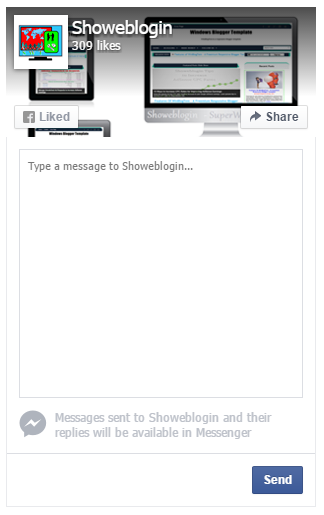 Showeblogin
309 likes
Windows Blogger Template
Showeblogin SuperW
Liked
Share
Type a message to Showeblogin...
Messages sent to Showeblogin and their
replies will be available in Messenger
Send